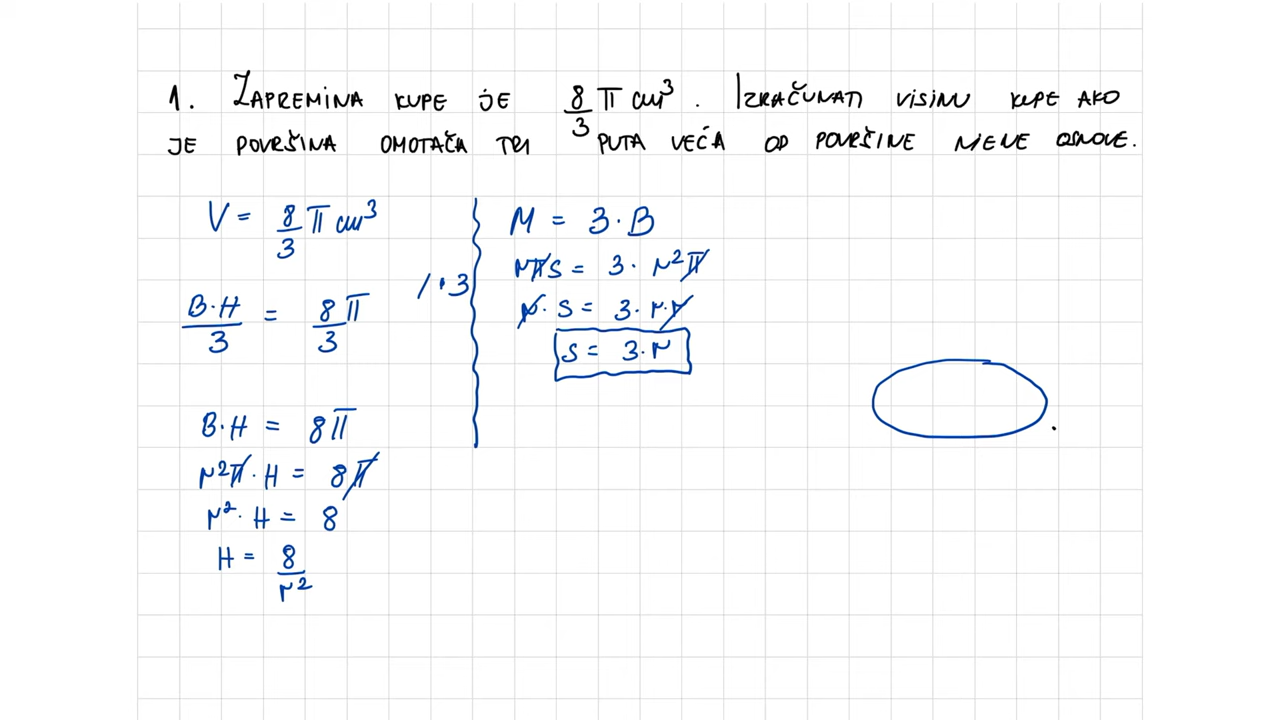 1. ZAPREMINA KUPE JE 8/3 π cm³. IZRAČUNATI VISINU KUPE AKO
JE POVRŠINA OMOTAČA TRI PUTA VEĆA OD POVRŠINE NJENE OSNOVE.
V = 8/3 π cm³
B·H/3 = 8π/3 /·3
B·H = 8π
r²π·H = 8π
r²·H = 8
H = 8/r²
M = 3·B
rπs = 3·r²π
r·s = 3·r·r
s = 3·r